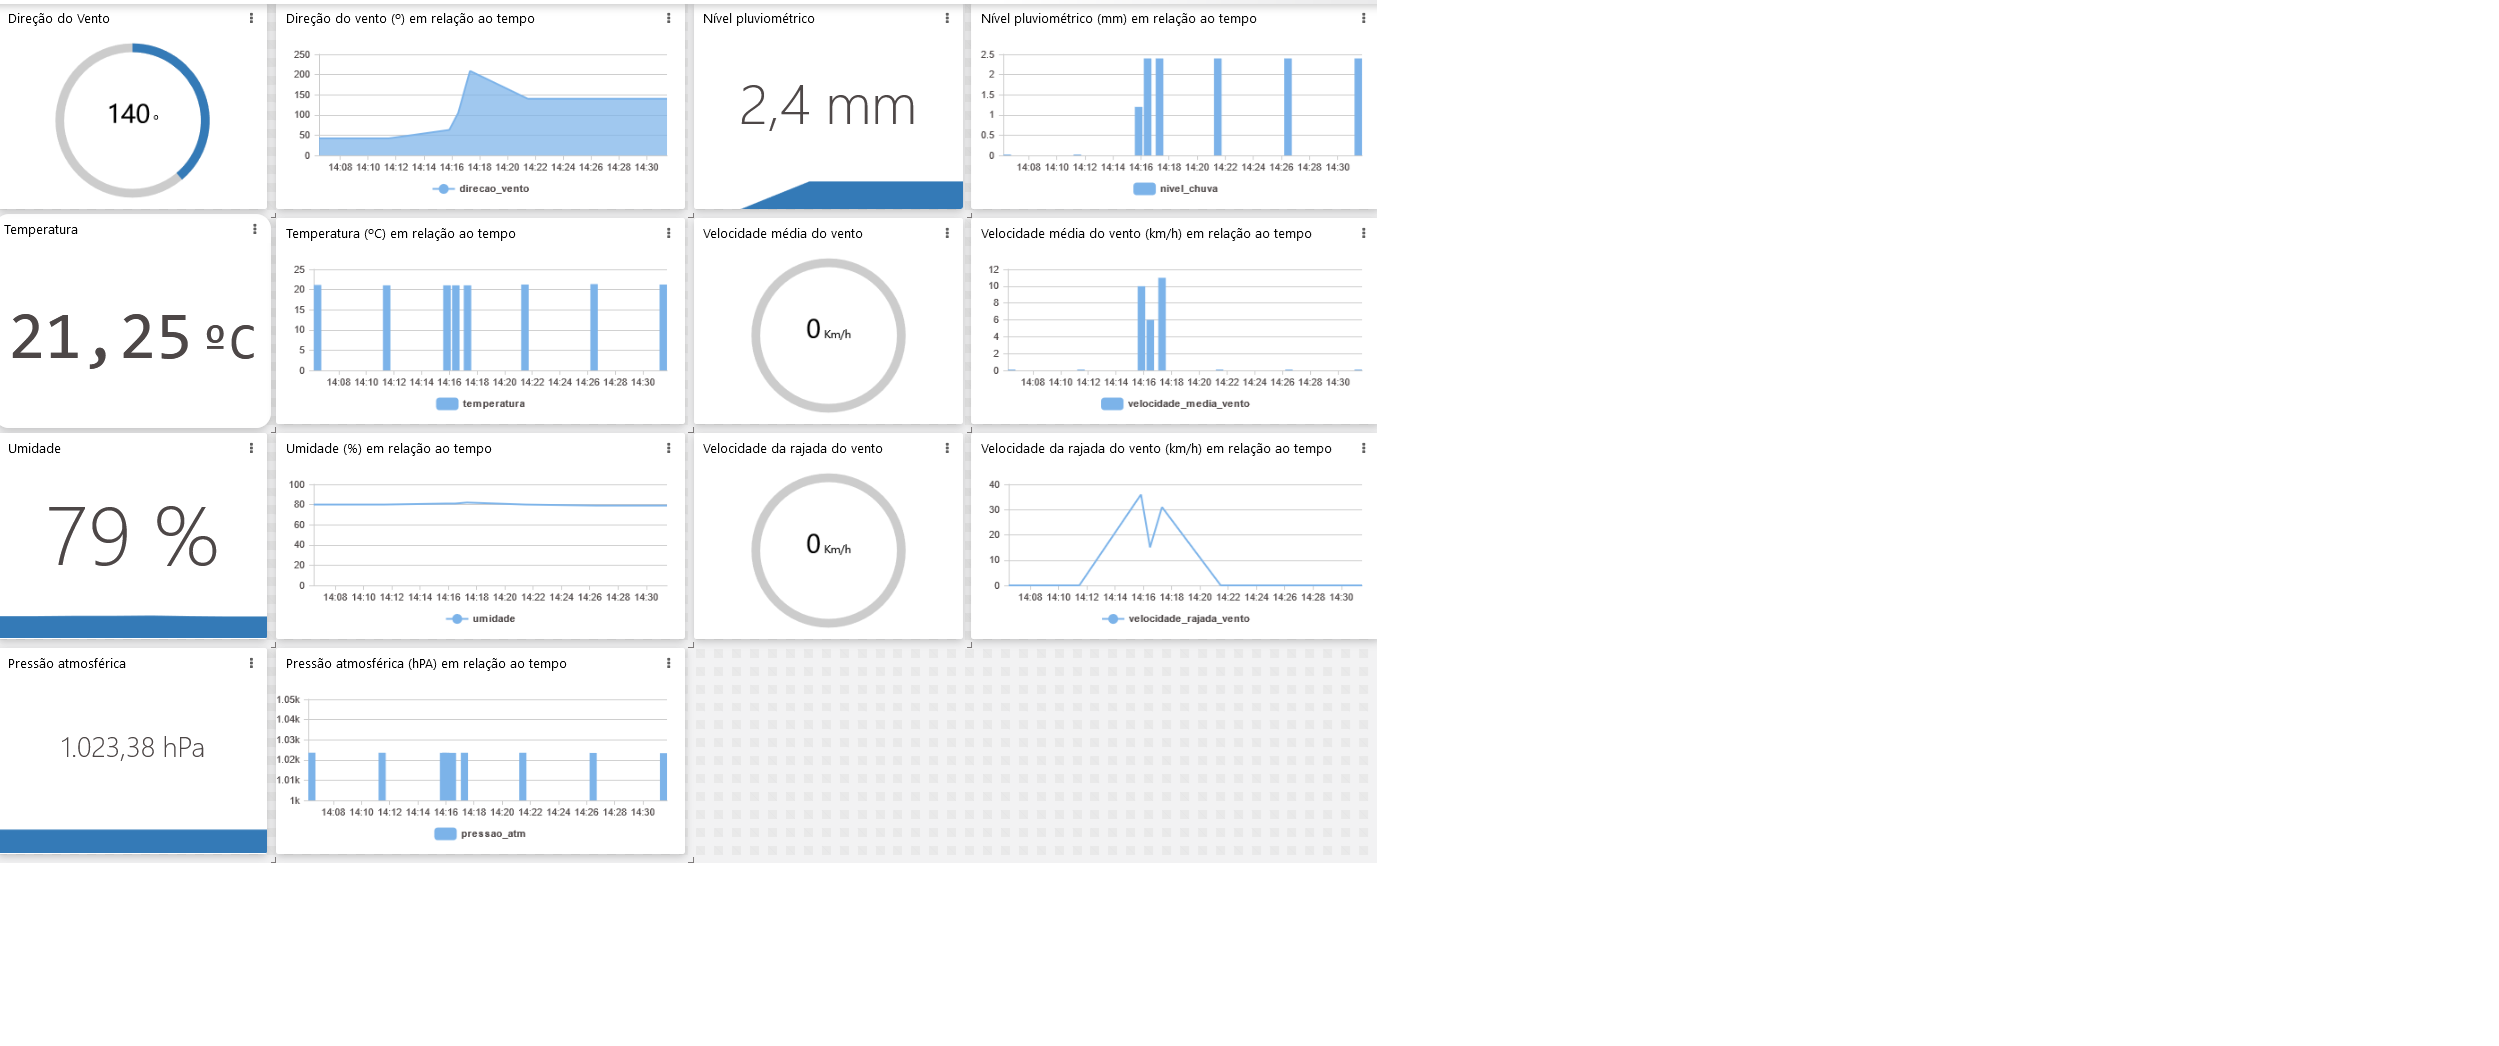 Direção do Vento
140 º
Direção do vento (º) em relação ao tempo
250
200
150
100
50
0
14:08 14:10 14:12 14:14 14:16 14:18 14:20 14:22 14:24 14:26 14:28 14:30
direcao_vento
Nível pluviométrico
2,4 mm
Nível pluviométrico (mm) em relação ao tempo
2.5
2
1.5
1
0.5
0
14:08 14:10 14:12 14:14 14:16 14:18 14:20 14:22 14:24 14:26 14:28 14:30
nivel_chuva
Temperatura
21,25 ºC
Temperatura (ºC) em relação ao tempo
25
20
15
10
5
0
14:08 14:10 14:12 14:14 14:16 14:18 14:20 14:22 14:24 14:26 14:28 14:30
temperatura
Velocidade média do vento
0 Km/h
Velocidade média do vento (km/h) em relação ao tempo
12
10
8
6
4
2
0
14:08 14:10 14:12 14:14 14:16 14:18 14:20 14:22 14:24 14:26 14:28 14:30
velocidade_media_vento
Umidade
79 %
Umidade (%) em relação ao tempo
100
80
60
40
20
0
14:08 14:10 14:12 14:14 14:16 14:18 14:20 14:22 14:24 14:26 14:28 14:30
umidade
Velocidade da rajada do vento
0 Km/h
Velocidade da rajada do vento (km/h) em relação ao tempo
40
30
20
10
0
14:08 14:10 14:12 14:14 14:16 14:18 14:20 14:22 14:24 14:26 14:28 14:30
velocidade_rajada_vento
Pressão atmosférica
1.023,38 hPa
Pressão atmosférica (hPA) em relação ao tempo
1.05k
1.04k
1.03k
1.02k
1.01k
1k
14:08 14:10 14:12 14:14 14:16 14:18 14:20 14:22 14:24 14:26 14:28 14:30
pressao_atm